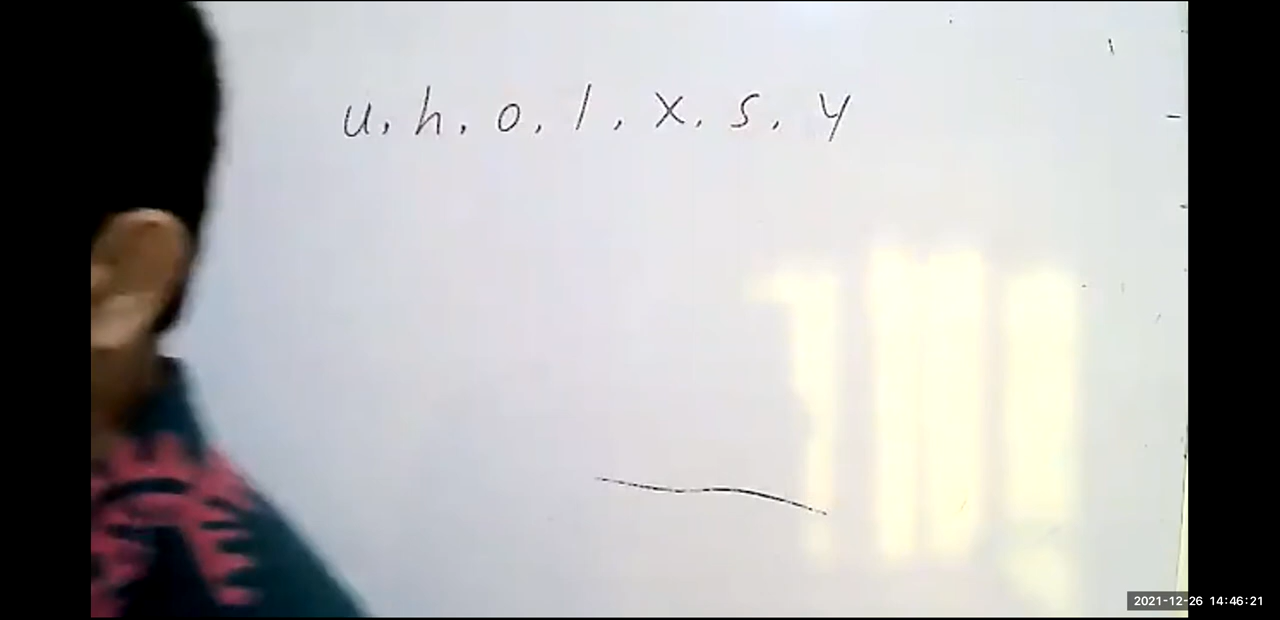 u, h, o, l, x, s, y
2021-12-26 14:46:21